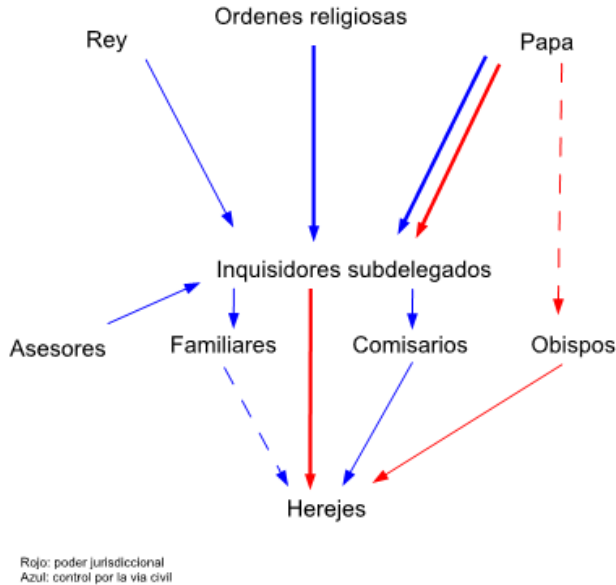 Ordenes religiosas
Rey
Papa
Inquisidores subdelegados
Asesores
Familiares
Comisarios
Obispos
Herejes
Rojo: poder jurisdiccional
Azul: control por la via civil